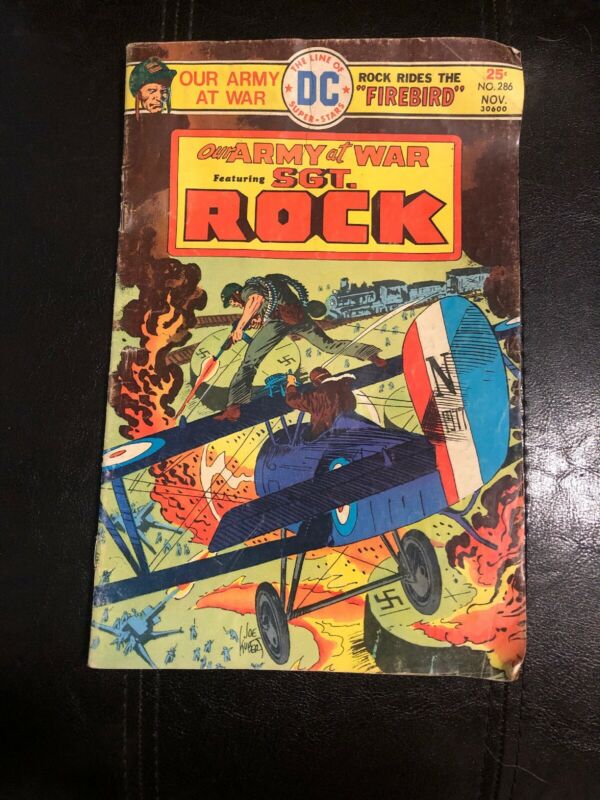 OUR ARMY
AT WAR
THE LINE OF
DC
SUPER-STARS
ROCK RIDES THE
"FIREBIRD"
25¢
NO. 286
NOV.
30600
Our ARMY at WAR
Featuring SGT.
ROCK
N
1917
JOE
KUBERT